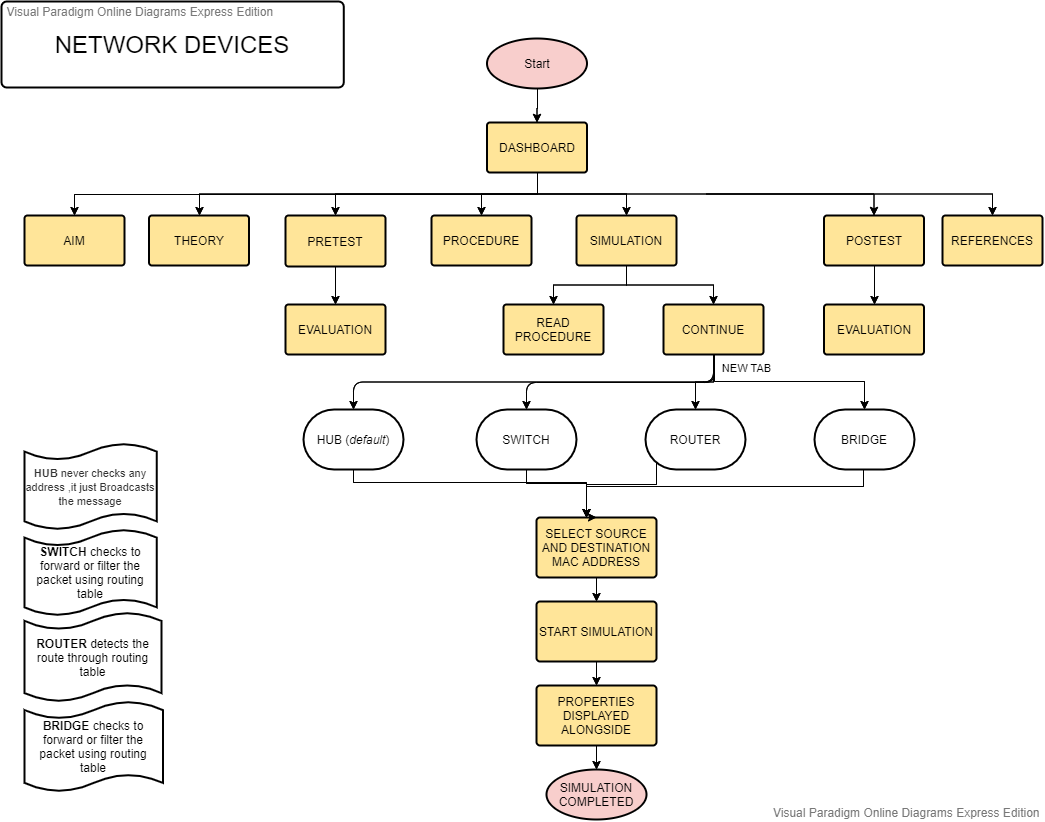 Visual Paradigm Online Diagrams Express Edition
NETWORK DEVICES
Start
DASHBOARD
AIM
THEORY
PRETEST
PROCEDURE
SIMULATION
POSTEST
REFERENCES
EVALUATION
READ
PROCEDURE
CONTINUE
EVALUATION
NEW TAB
HUB (default)
SWITCH
ROUTER
BRIDGE
HUB never checks any
address ,it just Broadcasts
the message
SWITCH checks to
forward or filter the
packet using routing
table
ROUTER detects the
route through routing
table
BRIDGE checks to
forward or filter the
packet using routing
table
SELECT SOURCE
AND DESTINATION
MAC ADDRESS
START SIMULATION
PROPERTIES
DISPLAYED
ALONGSIDE
SIMULATION
COMPLETED
Visual Paradigm Online Diagrams Express Edition